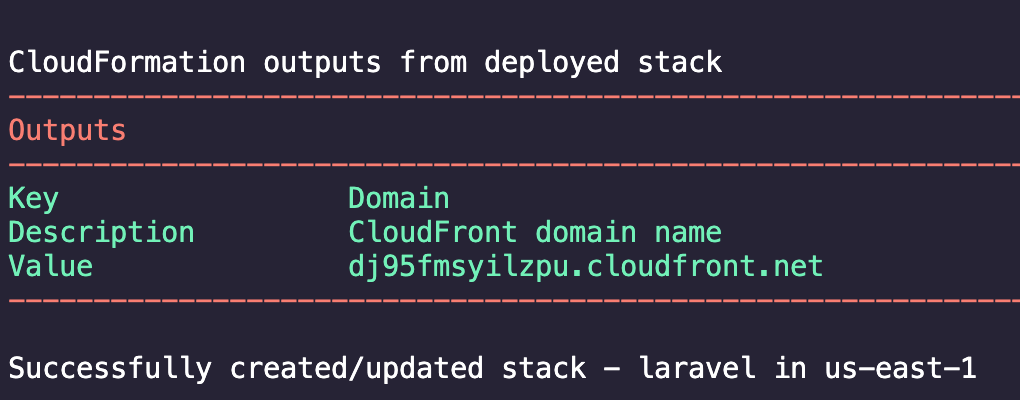 CloudFormation outputs from deployed stack
------------------------------------------------------------
Outputs
------------------------------------------------------------
Key                 Domain
Description         CloudFront domain name
Value               dj95fmsyilzpu.cloudfront.net
------------------------------------------------------------
Successfully created/updated stack - laravel in us-east-1